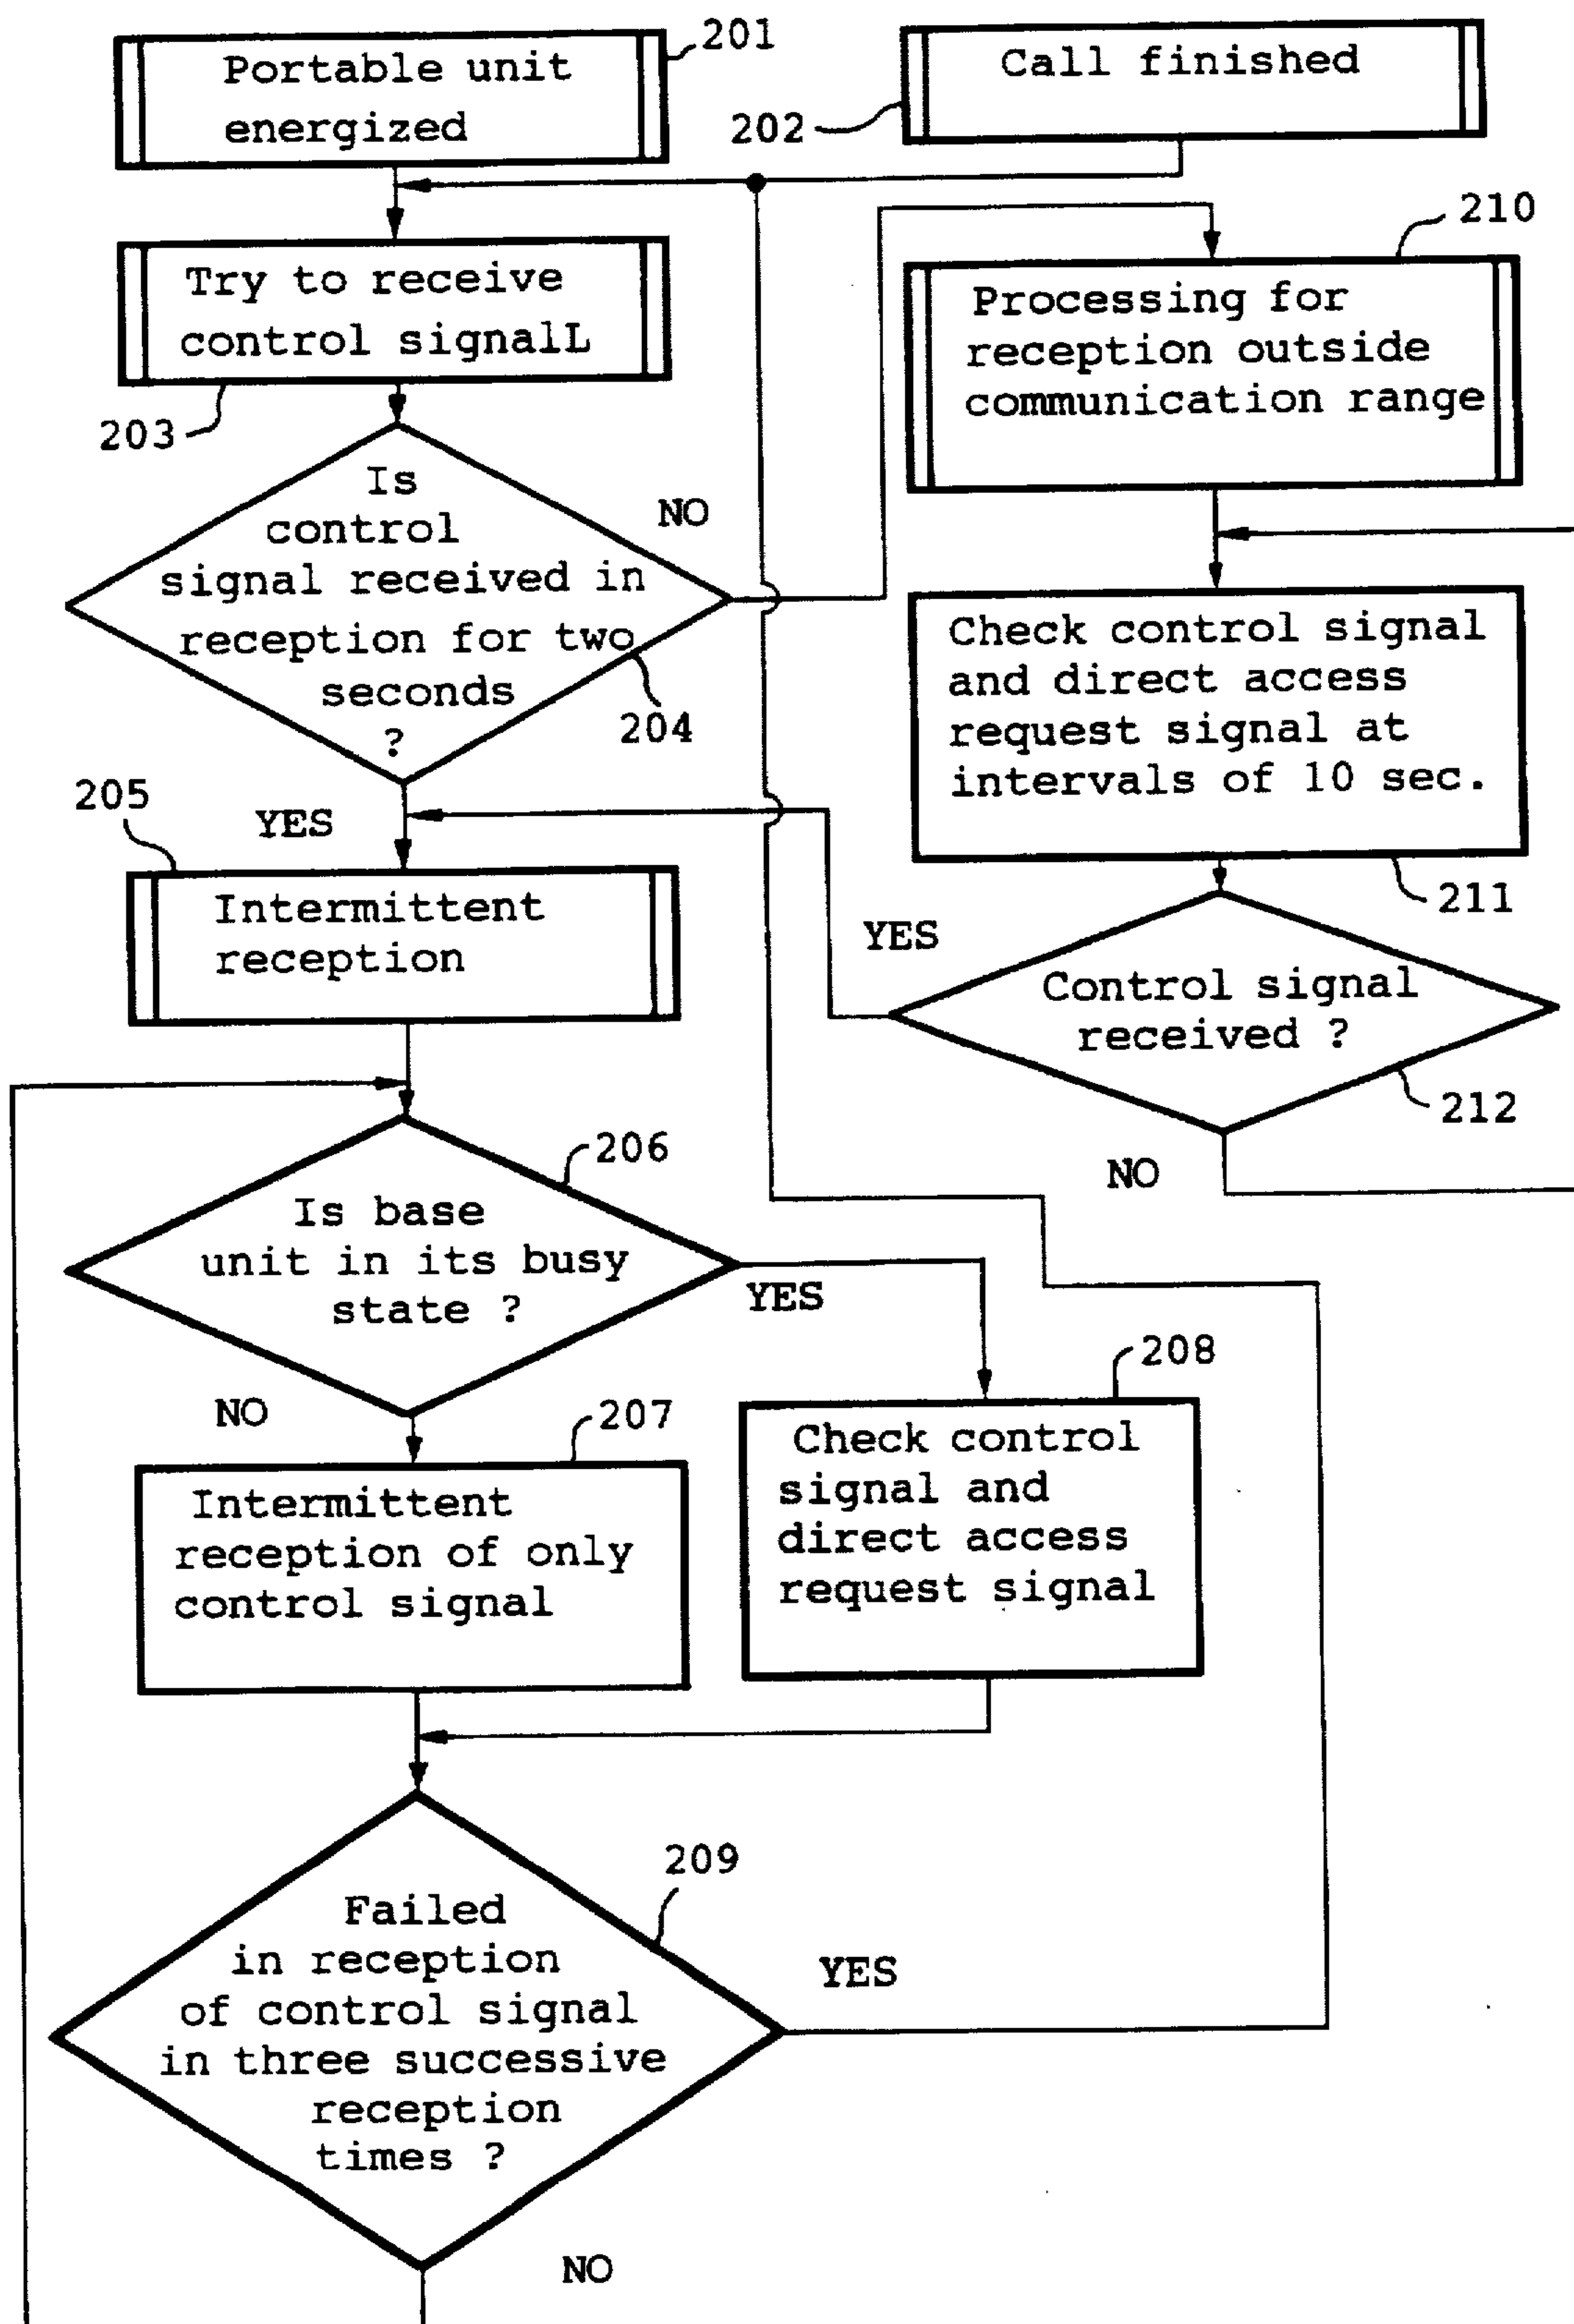 201
Portable unit
energized
Call finished
202
Try to receive
control signalL
203
210
Processing for
reception outside
communication range
Is
control
signal received in
reception for two
seconds
?
NO
204
Check control signal
and direct access
request signal at
intervals of 10 sec.
211
205
YES
Intermittent
reception
YES
Control signal
received ?
212
NO
206
Is base
unit in its busy
state ?
YES
NO
207
Intermittent
reception of only
control signal
208
Check control
signal and
direct access
request signal
209
Failed
in reception
of control signal
in three successive
reception
times ?
YES
NO